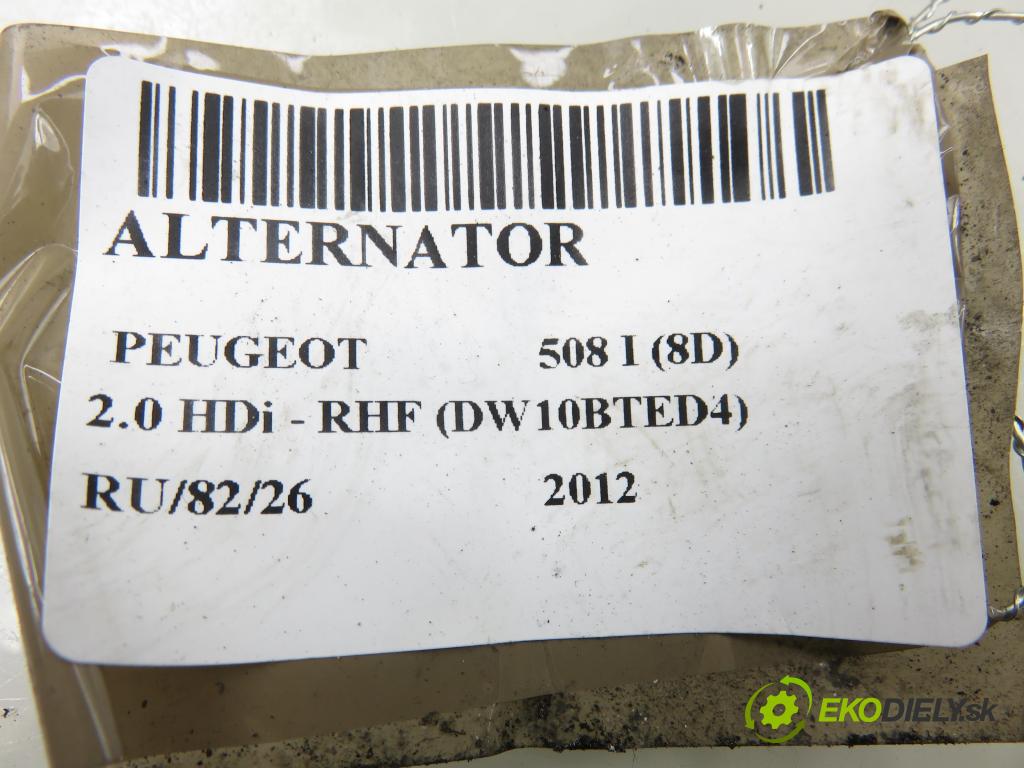 ALTERNATOR
PEUGEOT 508 I (8D)
2.0 HDi - RHF (DW10BTED4)
RU/82/26 2012
EKODIELY.sk